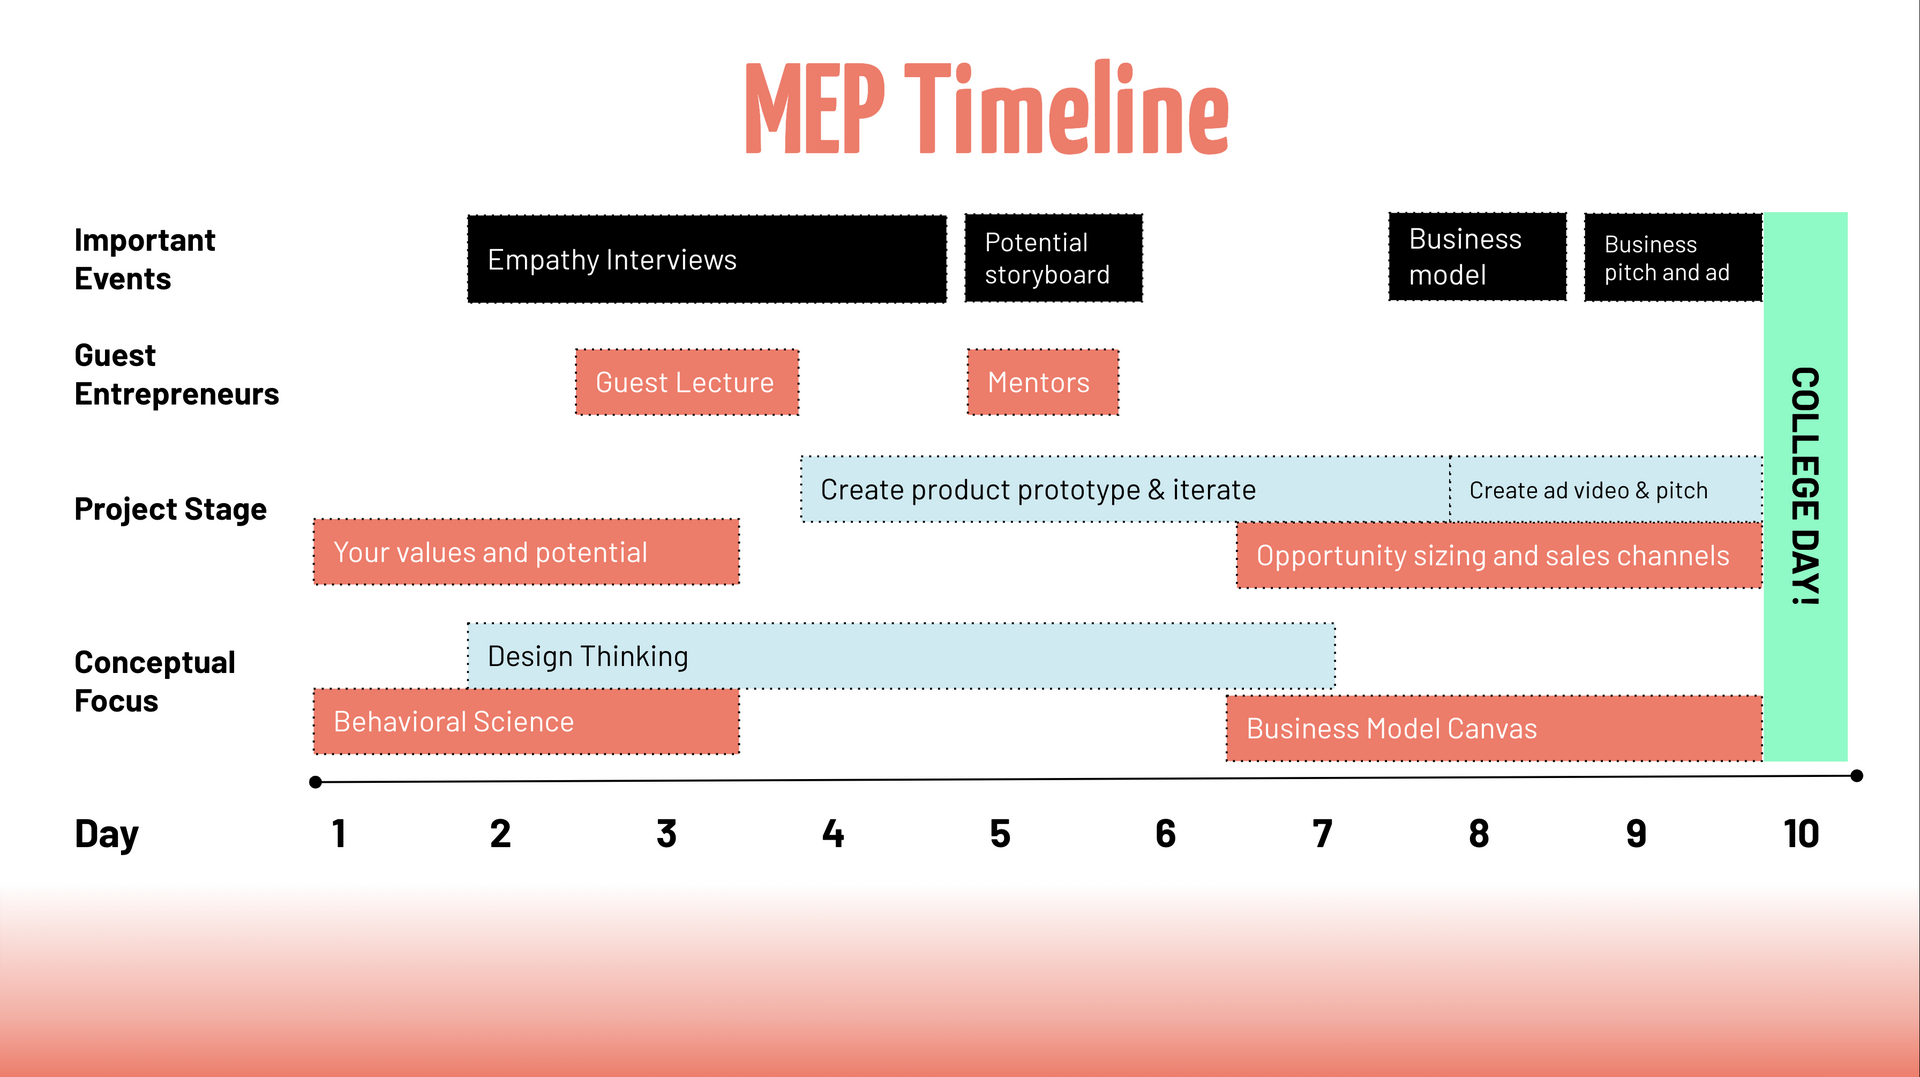 MEP Timeline
Important
Events
Empathy Interviews
Potential
storyboard
Business
model
Business
pitch and ad
Guest
Entrepreneurs
Guest Lecture
Mentors
Project Stage
Create product prototype & iterate
Create ad video & pitch
Your values and potential
Opportunity sizing and sales channels
COLLEGE DAY!
Conceptual
Focus
Design Thinking
Behavioral Science
Business Model Canvas
Day 1 2 3 4 5 6 7 8 9 10